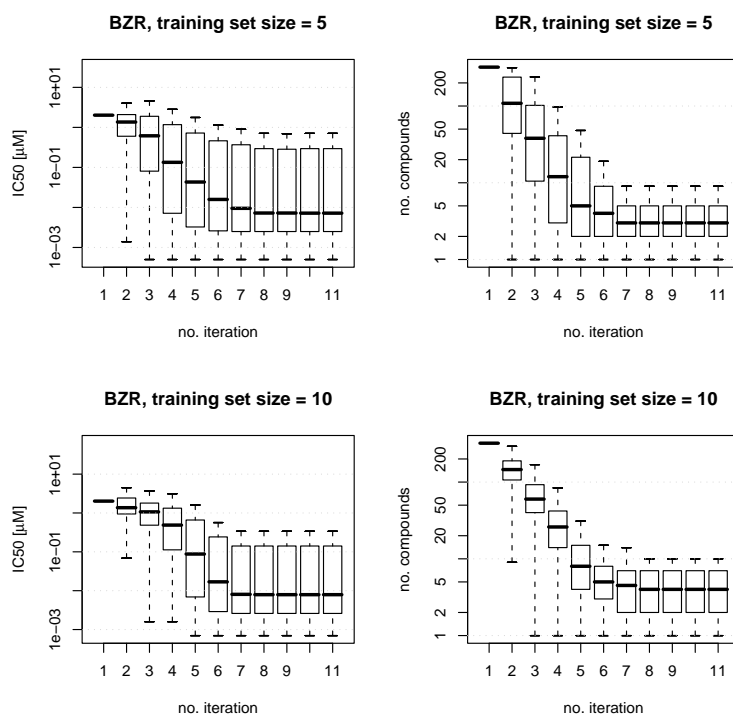 BZR, training set size = 5
IC50 [µM]
1e+01
1e−01
1e−03
1 2 3 4 5 6 7 8 9 11
no. iteration
BZR, training set size = 5
no. compounds
200
50
20
5
2
1
1 2 3 4 5 6 7 8 9 11
no. iteration
BZR, training set size = 10
IC50 [µM]
1e+01
1e−01
1e−03
1 2 3 4 5 6 7 8 9 11
no. iteration
BZR, training set size = 10
no. compounds
200
50
20
5
2
1
1 2 3 4 5 6 7 8 9 11
no. iteration